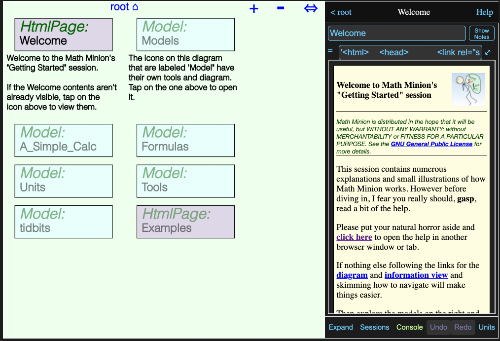 root ⌂
+ - ⇔
HtmlPage:
Welcome
Welcome to the Math Minion's
"Getting Started" session.
If the Welcome contents aren't
already visible, tap on the
icon above to view them.
Model:
Models
The icons on this diagram
that are labeled 'Model" have
their own tools and diagram.
Tap on the one above to open
it.
Model:
A_Simple_Calc
Model:
Formulas
Model:
Units
Model:
Tools
Model:
tidbits
HtmlPage:
Examples
< root Welcome Help
Welcome
Show
Notes
= '<html> <head> <link rel="s
Welcome to Math Minion's
"Getting Started" session
Math Minion is distributed in the hope that it will be
useful, but WITHOUT ANY WARRANTY; without
MERCHANTABILITY or FITNESS FOR A PARTICULAR
PURPOSE. See the GNU General Public License for
more details.
This session contains numerous
explanations and small illustrations of how
Math Minion works. However before
diving in, I fear you really should, gasp,
read a bit of the help.
Please put your natural horror aside and
click here to open the help in another
browser window or tab.
If nothing else following the links for the
diagram and information view and
skimming how to navigate will make
things easier.
Then explore the models on the right and
Expand Sessions Console Undo Redo Units